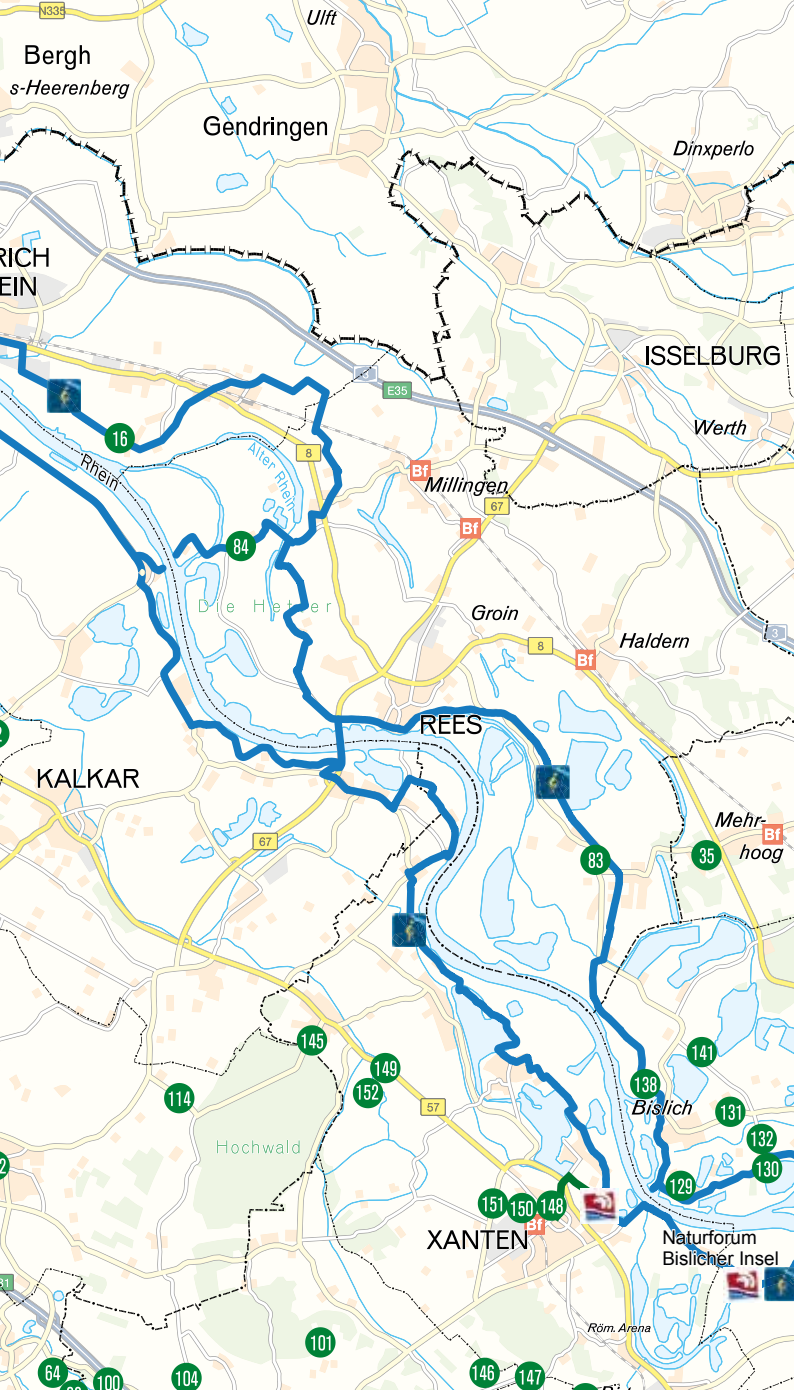 N335
Ulft
Bergh
s-Heerenberg
Gendringen
Dinxperlo
RICH
EIN
ISSELBURG
3
E35
Werth
16
8
Rhein
Alter Rhein
Bf
Millingen
67
Bf
84
Die Hetter
Groin
8
Haldern
3
Bf
REES
KALKAR
67
Mehr-
hoog
Bf
83
35
145
149
152
141
114
57
138
Bislich
131
Hochwald
132
130
2
129
151
150
148
XANTEN
Bf
Naturforum
Bislicher Insel
31
Röm. Arena
101
64
100
104
146
147